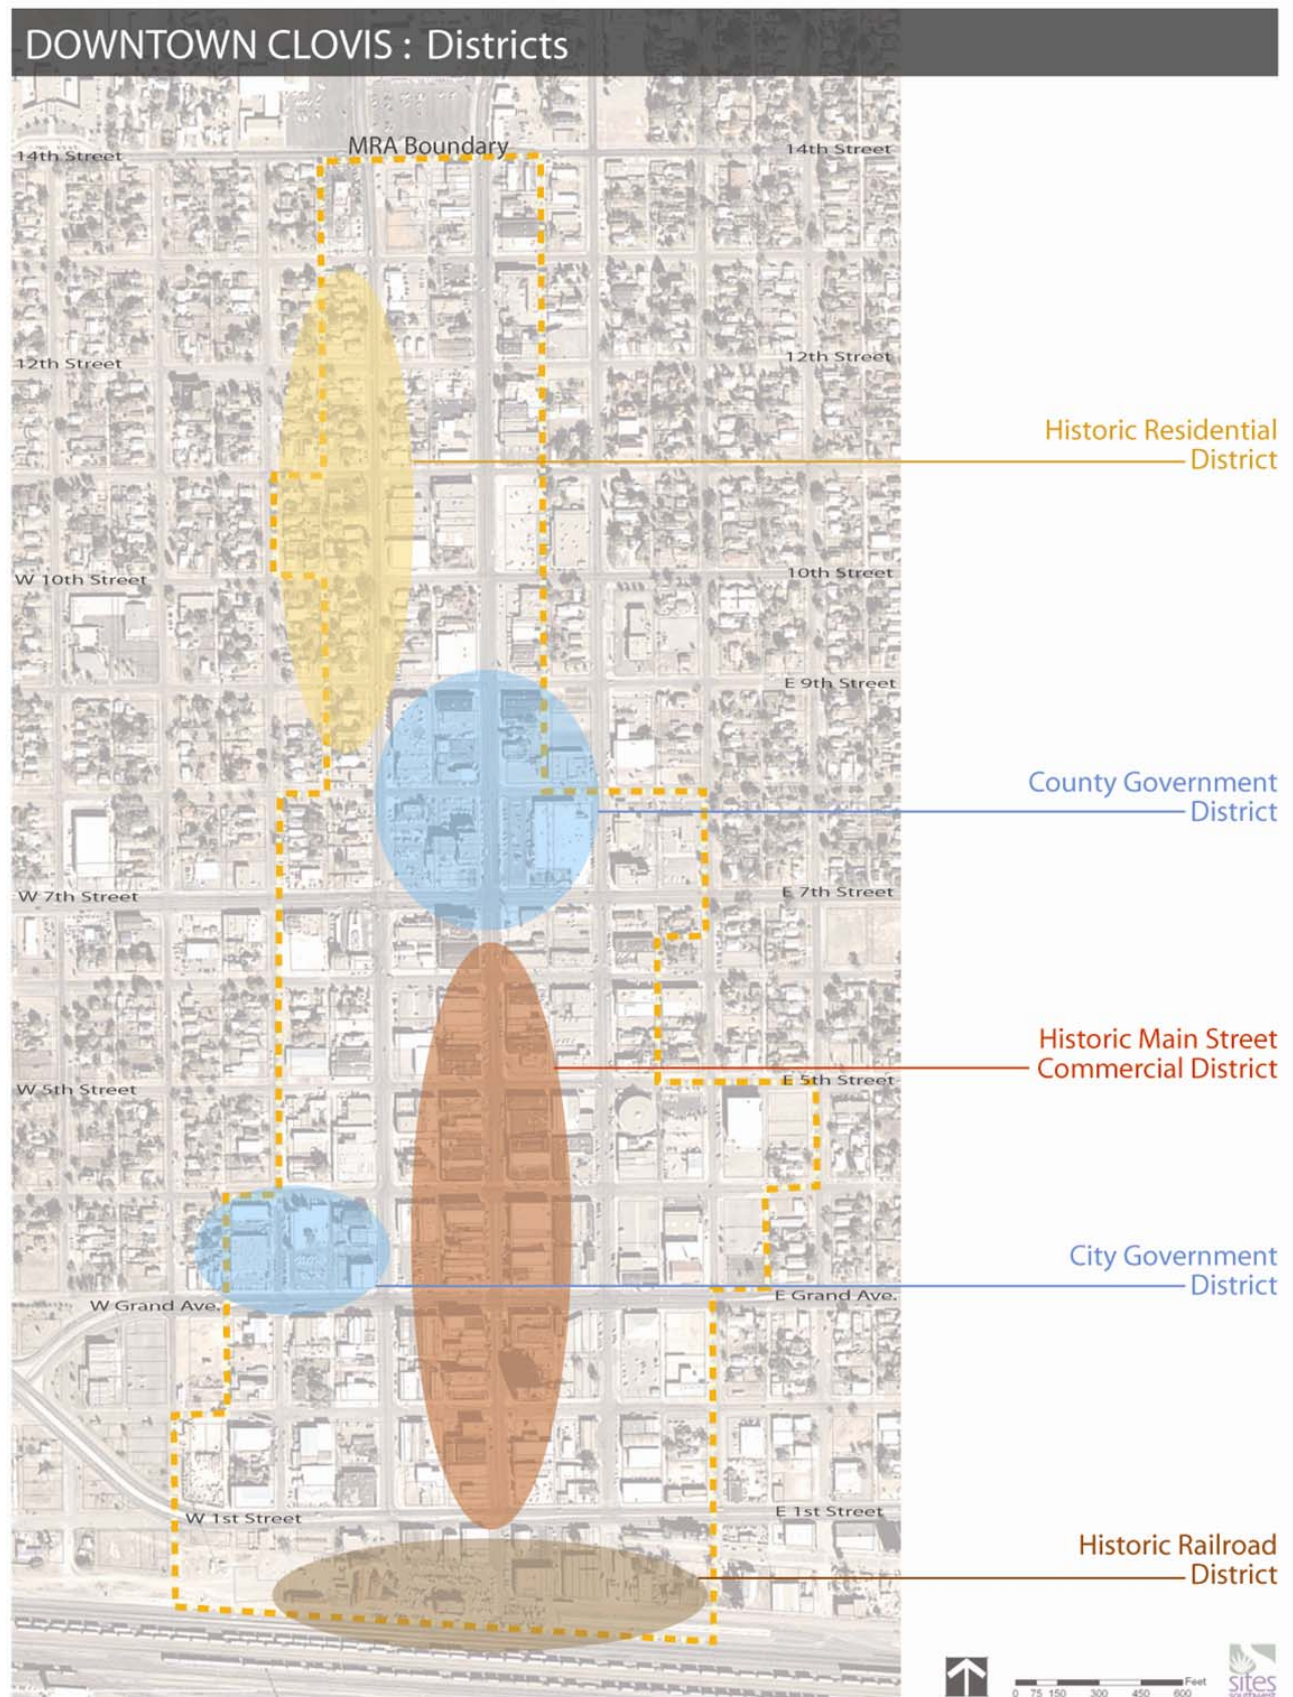 DOWNTOWN CLOVIS : Districts
MRA Boundary
14th Street
14th Street
12th Street
12th Street
Historic Residential
District
W 10th Street
10th Street
E 9th Street
County Government
District
W 7th Street
E 7th Street
Historic Main Street
Commercial District
W 5th Street
E 5th Street
City Government
District
W Grand Ave.
E Grand Ave.
W 1st Street
E 1st Street
Historic Railroad
District
Feet
0 75 150 300 450 600
sites